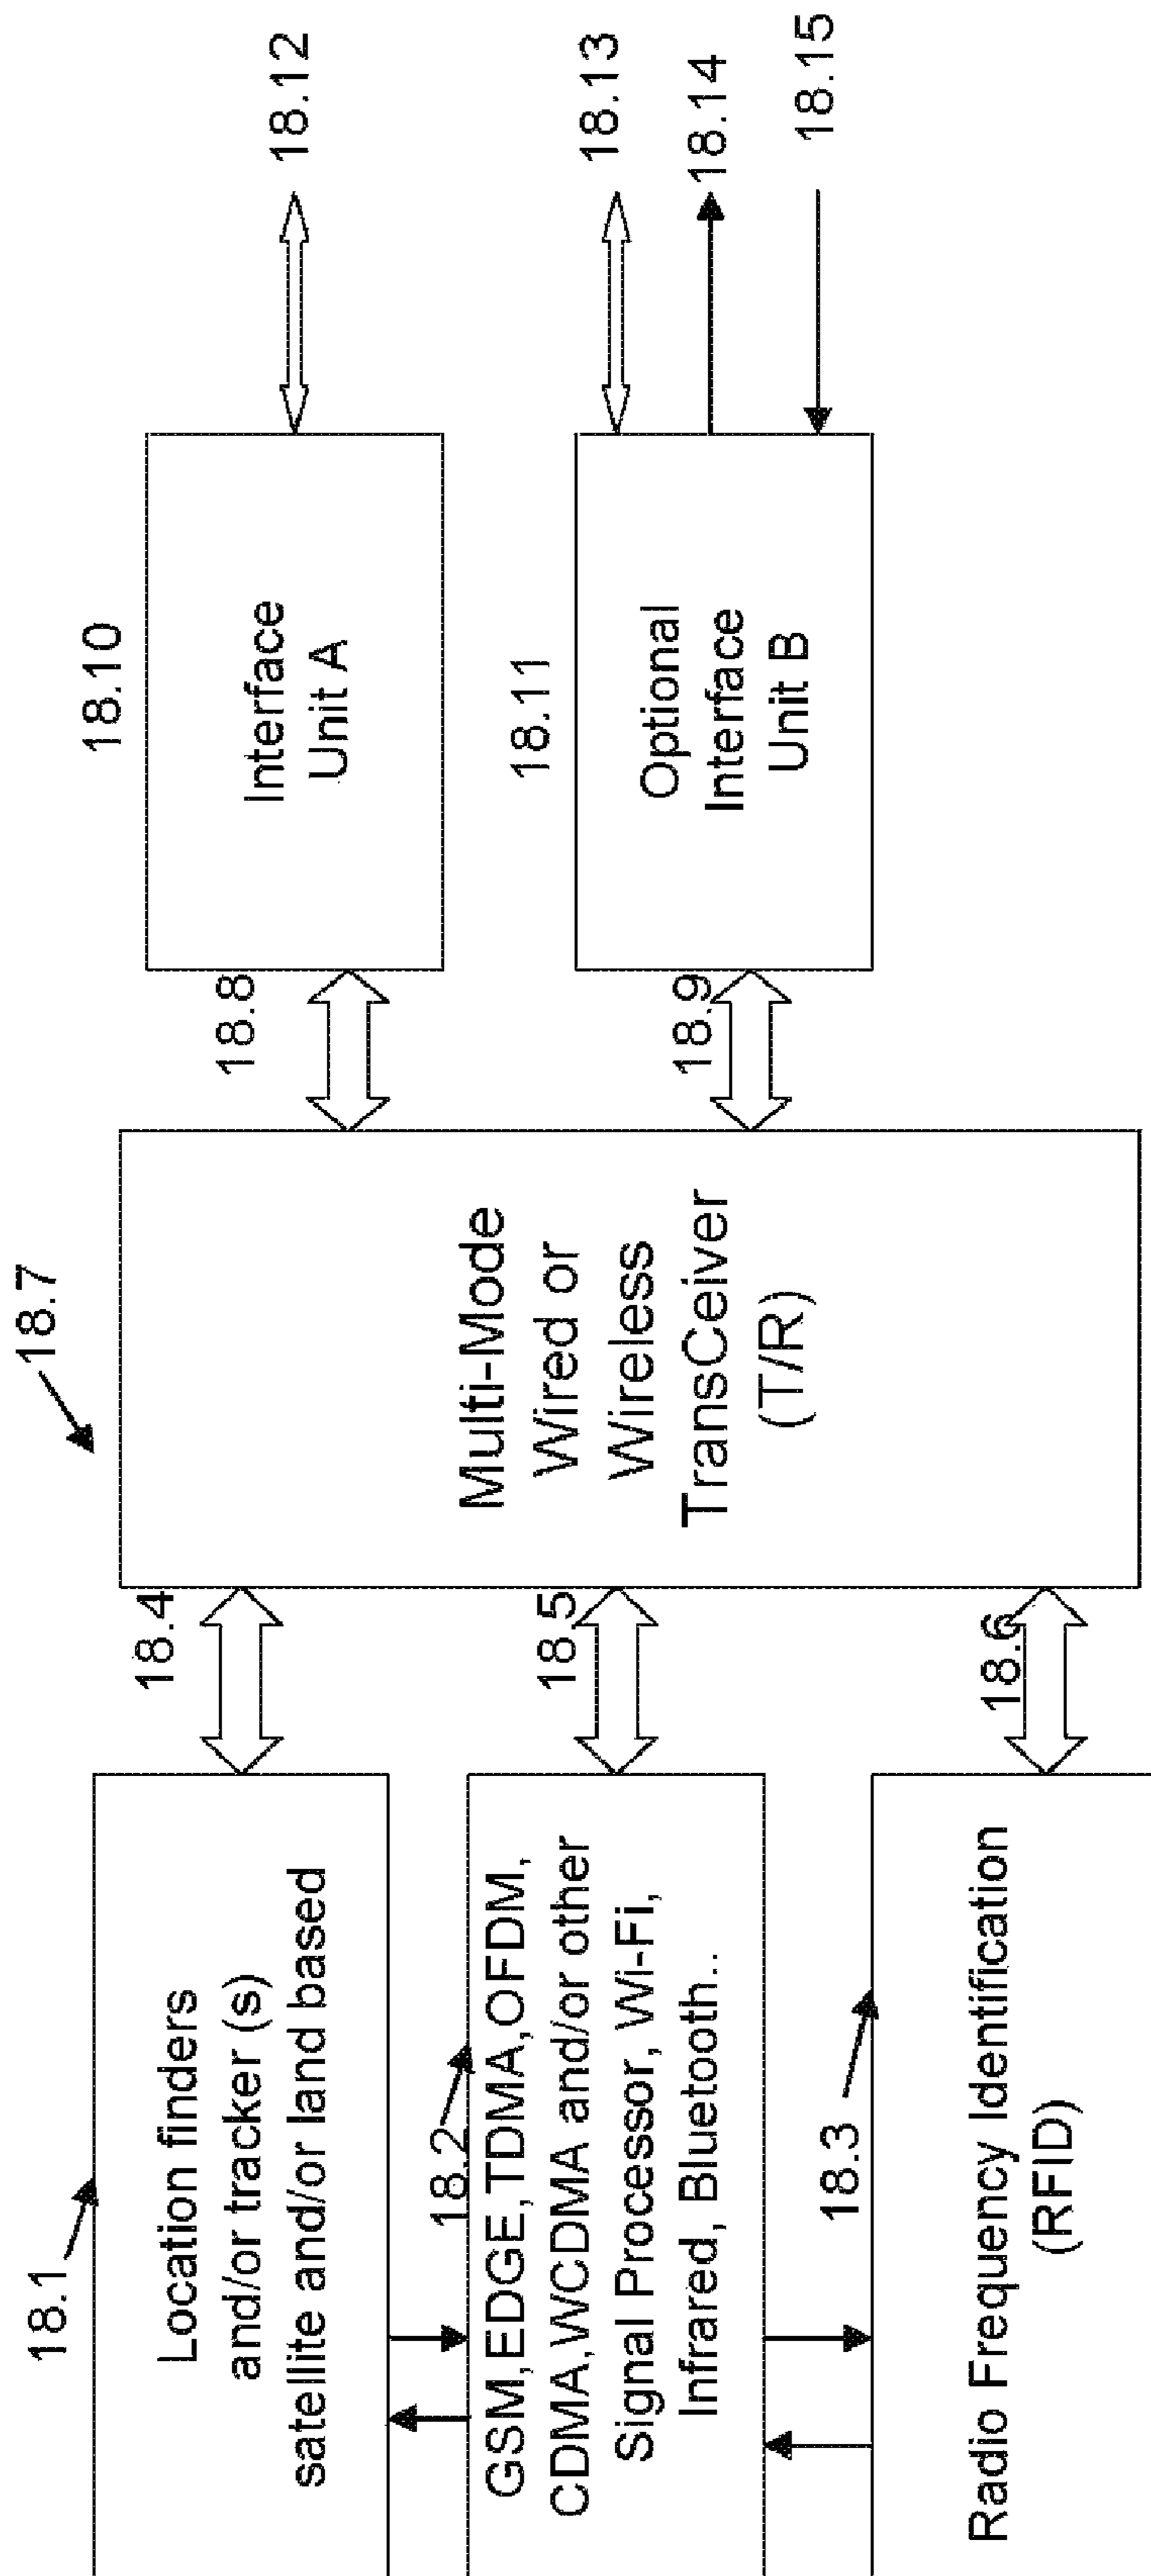 18.1
Location finders
and/or tracker (s)
satellite and/or land based
18.2
GSM,EDGE,TDMA,OFDM,
CDMA,WCDMA and/or other
Signal Processor, Wi-Fi,
Infrared, Bluetooth..
18.3
Radio Frequency Identification
(RFID)
18.4
18.5
18.6
18.7
Multi-Mode
Wired or
Wireless
TransCeiver
(T/R)
18.8
18.9
18.10
Interface
Unit A
18.11
Optional
Interface
Unit B
18.12
18.13
18.14
18.15